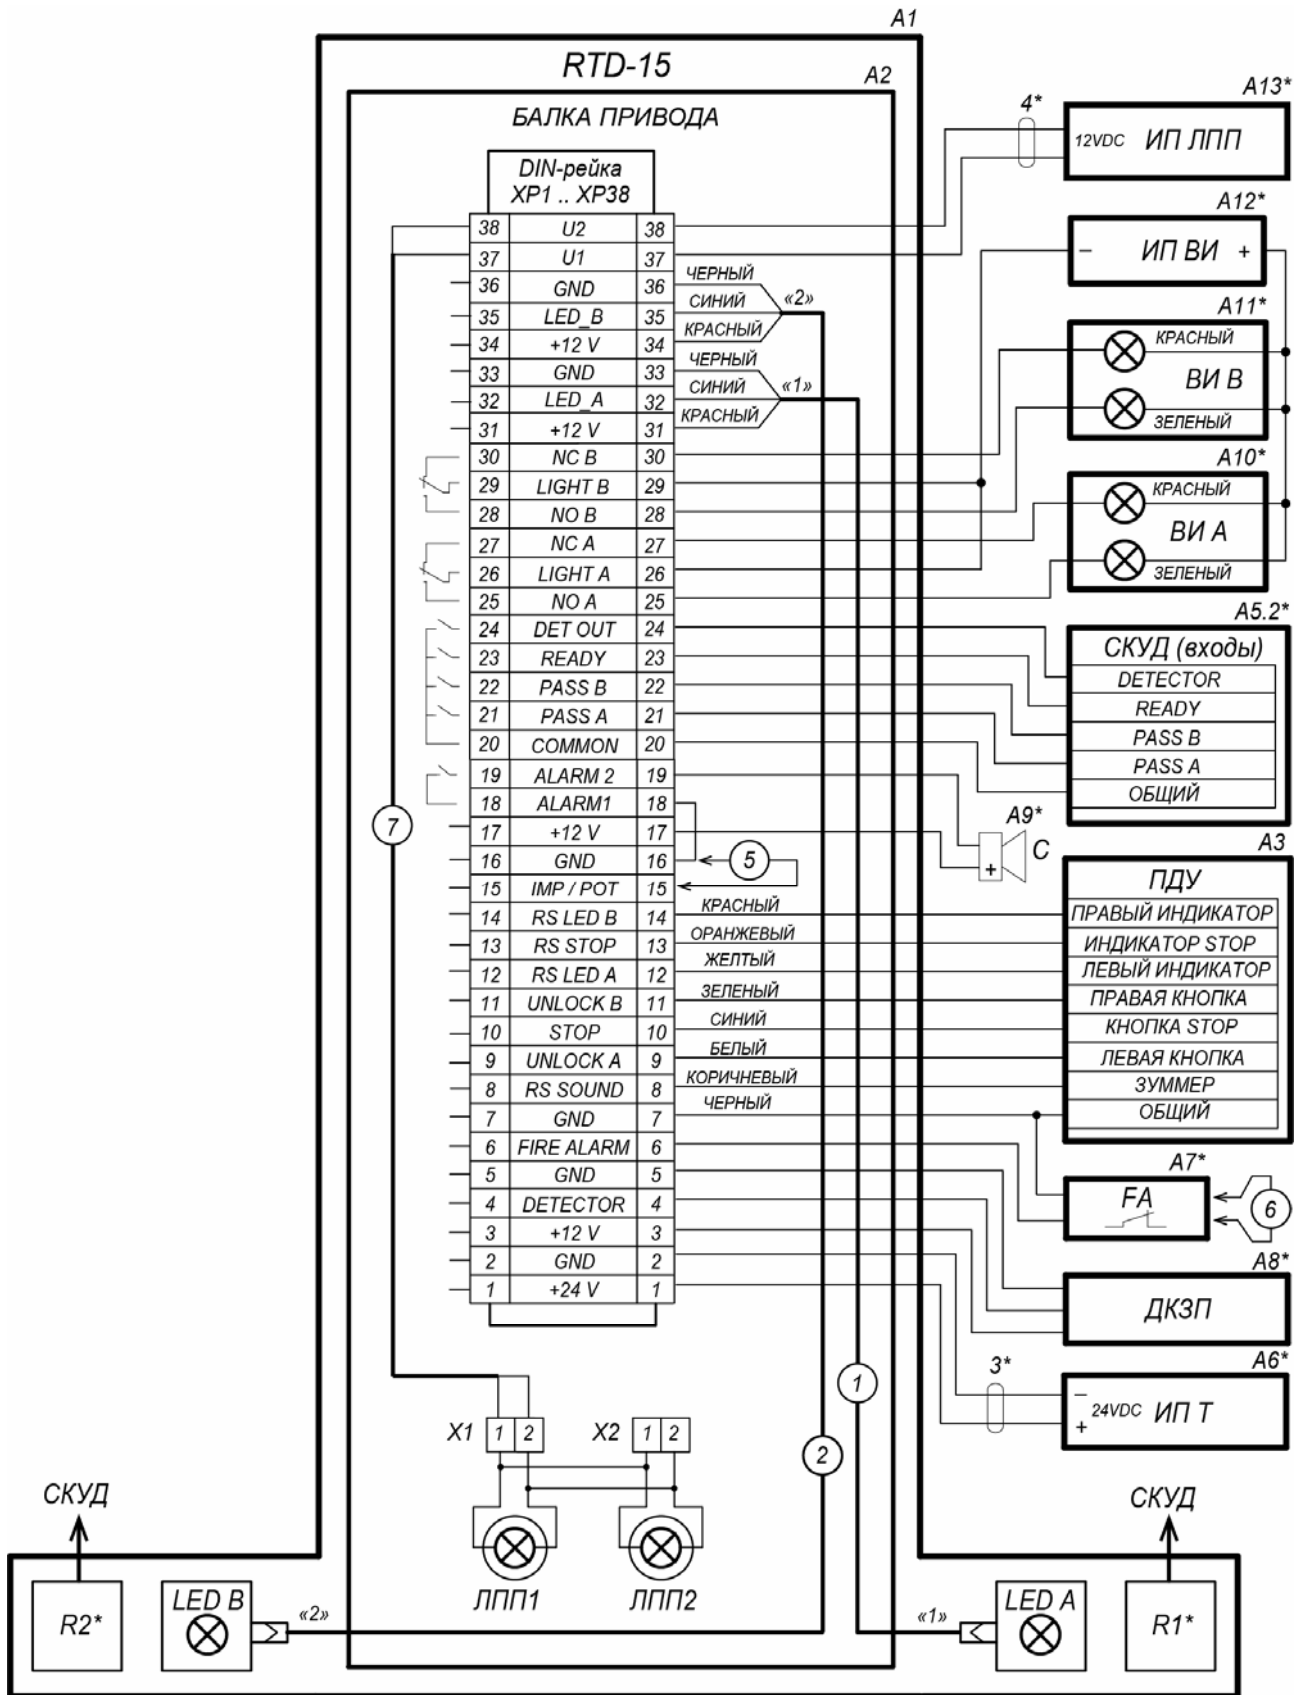 A1
RTD-15
A2
БАЛКА ПРИВОДА
DIN-рейка
XP1 .. XP38
38 U2 38
37 U1 37
36 GND 36 ЧЕРНЫЙ
35 LED_B 35 СИНИЙ «2»
34 +12 V 34 КРАСНЫЙ
33 GND 33 ЧЕРНЫЙ
32 LED_A 32 СИНИЙ «1»
31 +12 V 31 КРАСНЫЙ
30 NC B 30
29 LIGHT B 29
28 NO B 28
27 NC A 27
26 LIGHT A 26
25 NO A 25
24 DET OUT 24
23 READY 23
22 PASS B 22
21 PASS A 21
20 COMMON 20
19 ALARM 2 19
18 ALARM1 18
17 +12 V 17
16 GND 16
15 IMP / POT 15
14 RS LED B 14 КРАСНЫЙ
13 RS STOP 13 ОРАНЖЕВЫЙ
12 RS LED A 12 ЖЕЛТЫЙ
11 UNLOCK B 11 ЗЕЛЕНЫЙ
10 STOP 10 СИНИЙ
9 UNLOCK A 9 БЕЛЫЙ
8 RS SOUND 8 КОРИЧНЕВЫЙ
7 GND 7 ЧЕРНЫЙ
6 FIRE ALARM 6
5 GND 5
4 DETECTOR 4
3 +12 V 3
2 GND 2
1 +24 V 1
7
5
4*
A13*
12VDC ИП ЛПП
A12*
– ИП ВИ +
A11*
КРАСНЫЙ
ВИ В
ЗЕЛЕНЫЙ
A10*
КРАСНЫЙ
ВИ А
ЗЕЛЕНЫЙ
A5.2*
СКУД (входы)
DETECTOR
READY
PASS B
PASS A
ОБЩИЙ
A9*
+ C
A3
ПДУ
ПРАВЫЙ ИНДИКАТОР
ИНДИКАТОР STOP
ЛЕВЫЙ ИНДИКАТОР
ПРАВАЯ КНОПКА
КНОПКА STOP
ЛЕВАЯ КНОПКА
ЗУММЕР
ОБЩИЙ
A7*
FA
6
A8*
ДКЗП
3*
A6*
–
24VDC ИП Т
+
1
2
X1 1 2
X2 1 2
ЛПП1
ЛПП2
СКУД
R2*
LED B
«2»
«1»
LED A
СКУД
R1*